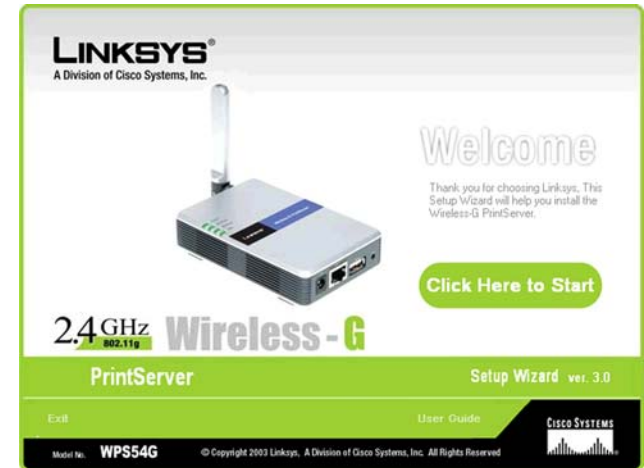 LINKSYS®
A Division of Cisco Systems, Inc.
Welcome
Thank you for choosing Linksys, This
Setup Wizard will help you install the
Wireless-G PrintServer.
Click Here to Start
2.4 GHz
802.11g
Wireless-G
PrintServer
Setup Wizard ver. 3.0
Exit
User Guide
CISCO SYSTEMS
Model No. WPS54G
© Copyright 2003 Linksys, A Division of Cisco Systems, Inc. All Rights Reserved